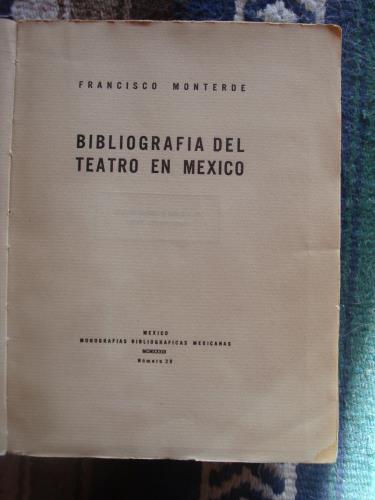 FRANCISCO MONTERDE
BIBLIOGRAFIA DEL
TEATRO EN MEXICO
MEXICO
MONOGRAFIAS BIBLIOGRAFICAS MEXICANAS
Número 28